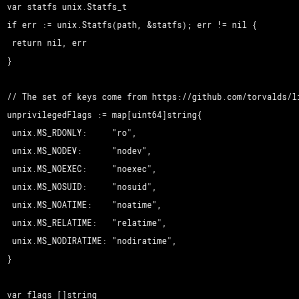 var statfs unix.Statfs_t
if err := unix.Statfs(path, &statfs); err != nil {
return nil, err
}
// The set of keys come from https://github.com/torvalds/li
unprivilegedFlags := map[uint64]string{
unix.MS_RDONLY: "ro",
unix.MS_NODEV: "nodev",
unix.MS_NOEXEC: "noexec",
unix.MS_NOSUID: "nosuid",
unix.MS_NOATIME: "noatime",
unix.MS_RELATIME: "relatime",
unix.MS_NODIRATIME: "nodiratime",
}
var flags []string